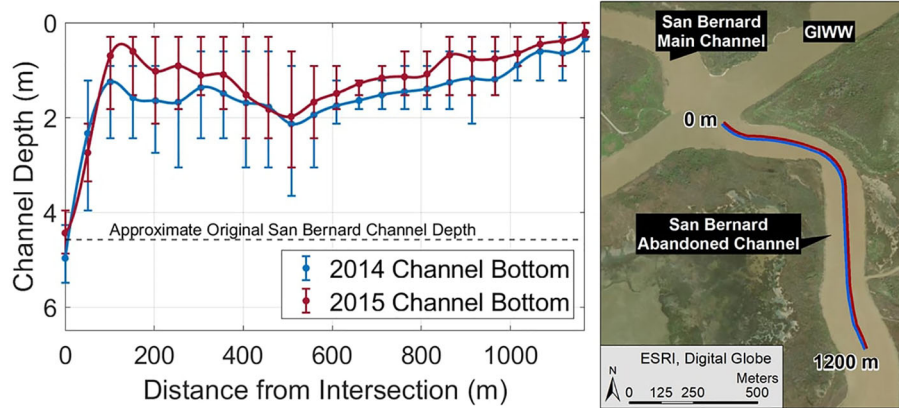 0
2
4
6
Channel Depth (m)
Approximate Original San Bernard Channel Depth
2014 Channel Bottom
2015 Channel Bottom
0
200
400
600
800
1000
Distance from Intersection (m)
San Bernard
Main Channel
GIWW
0 m
San Bernard
Abandoned Channel
1200 m
ESRI, Digital Globe
Meters
N
0 125 250 500